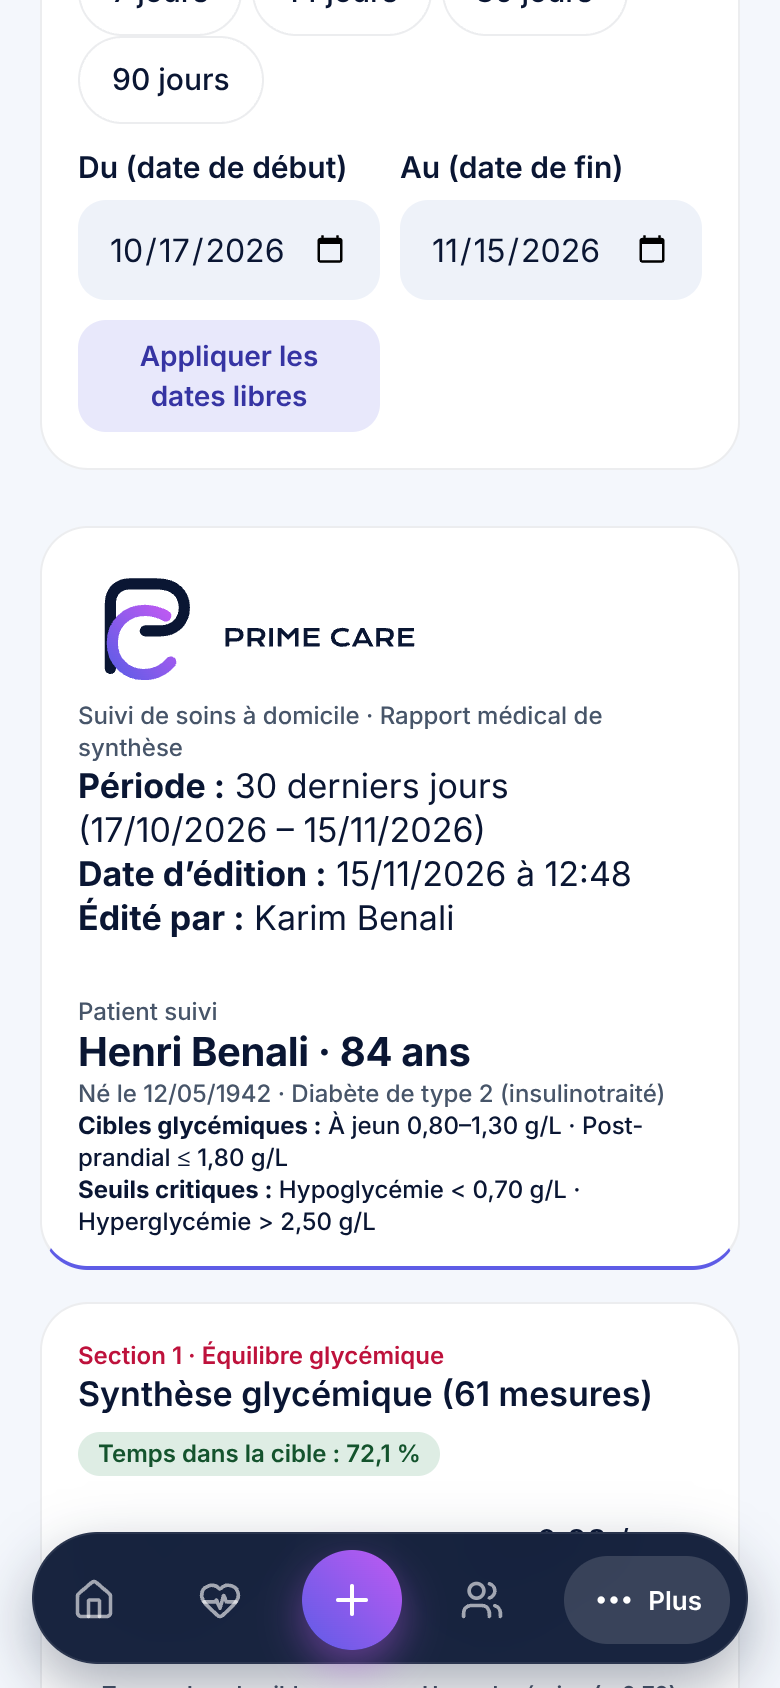 90 jours
Du (date de début) Au (date de fin)
10/17/2026 11/15/2026
Appliquer les
dates libres
PRIME CARE
Suivi de soins à domicile · Rapport médical de
synthèse
Période : 30 derniers jours
(17/10/2026 – 15/11/2026)
Date d’édition : 15/11/2026 à 12:48
Édité par : Karim Benali
Patient suivi
Henri Benali · 84 ans
Né le 12/05/1942 · Diabète de type 2 (insulinotraité)
Cibles glycémiques : À jeun 0,80–1,30 g/L · Post-
prandial ≤ 1,80 g/L
Seuils critiques : Hypoglycémie < 0,70 g/L ·
Hyperglycémie > 2,50 g/L
Section 1 · Équilibre glycémique
Synthèse glycémique (61 mesures)
Temps dans la cible : 72,1 %
Plus